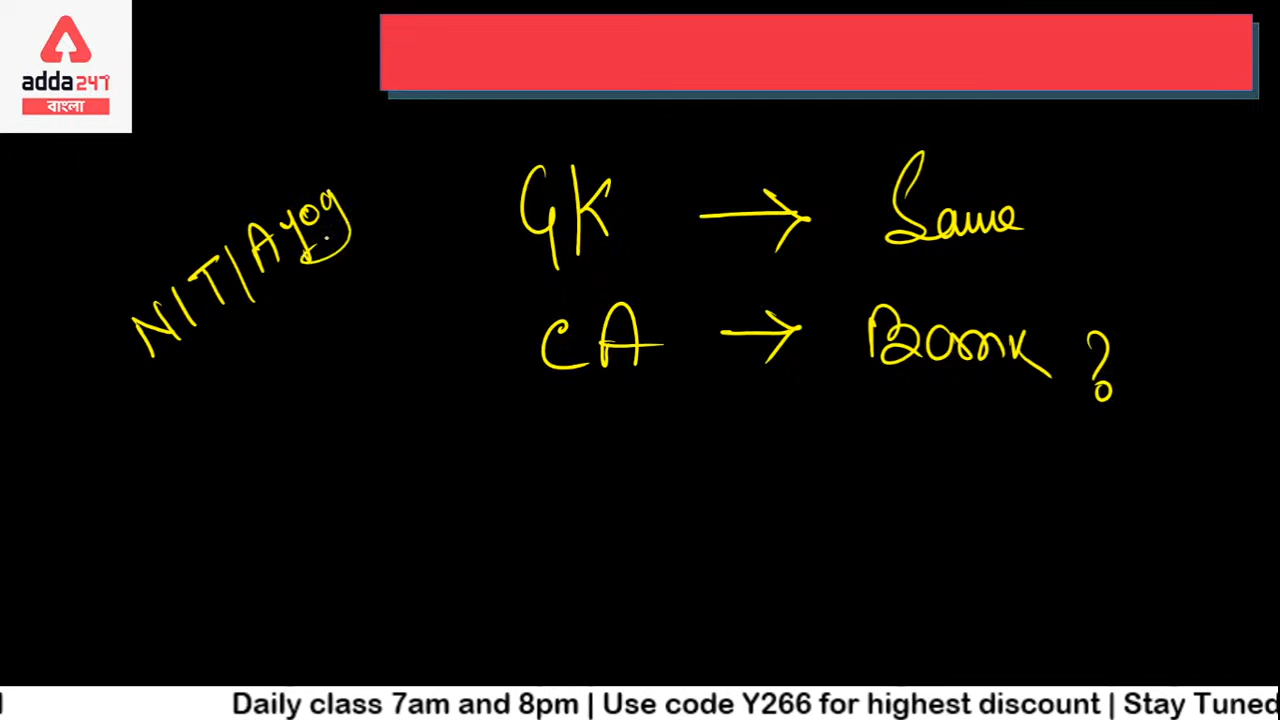 adda247
বাংলা
GK → Same
NITI Ayog
CA → Bank ?
Daily class 7am and 8pm | Use code Y266 for highest discount | Stay Tuned